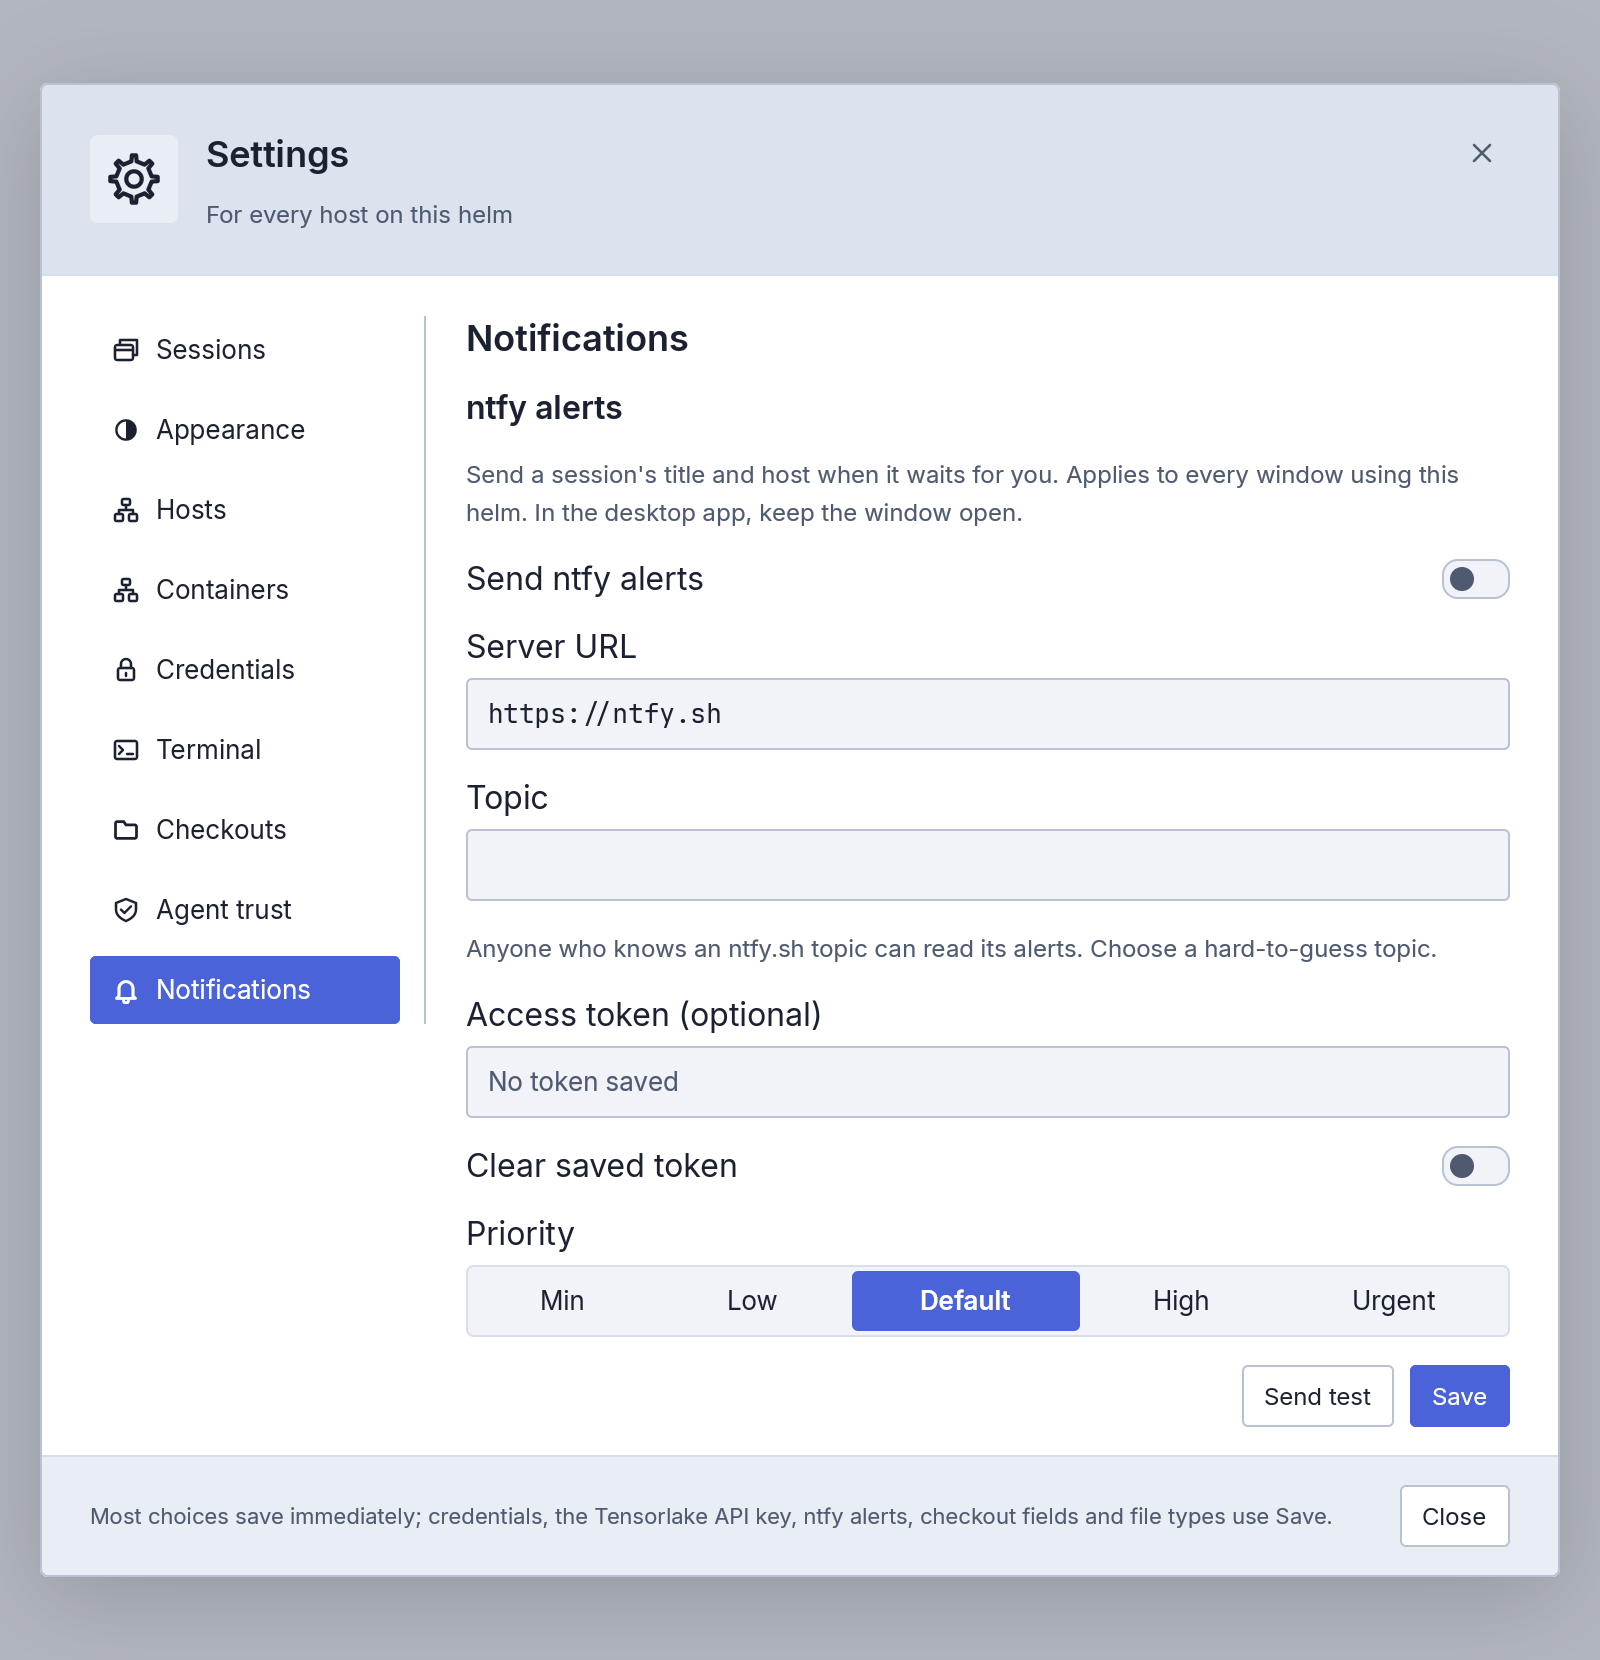 Settings
For every host on this helm
Sessions
Appearance
Hosts
Containers
Credentials
Terminal
Checkouts
Agent trust
Notifications
Notifications
ntfy alerts
Send a session's title and host when it waits for you. Applies to every window using this
helm. In the desktop app, keep the window open.
Send ntfy alerts
Server URL
https://ntfy.sh
Topic
Anyone who knows an ntfy.sh topic can read its alerts. Choose a hard-to-guess topic.
Access token (optional)
No token saved
Clear saved token
Priority
Min Low Default High Urgent
Send test Save
Most choices save immediately; credentials, the Tensorlake API key, ntfy alerts, checkout fields and file types use Save.
Close